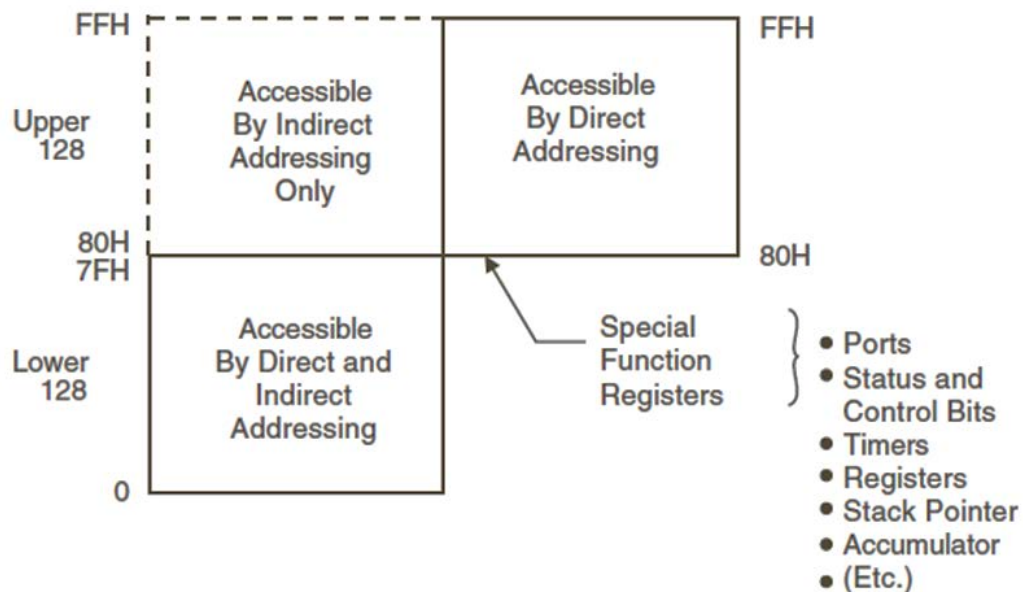 FFH
Upper
128
80H
7FH
Lower
128
0
Accessible
By Indirect
Addressing
Only
Accessible
By Direct
Addressing
FFH
80H
Accessible
By Direct and
Indirect
Addressing
Special
Function
Registers
• Ports
• Status and
Control Bits
• Timers
• Registers
• Stack Pointer
• Accumulator
• (Etc.)